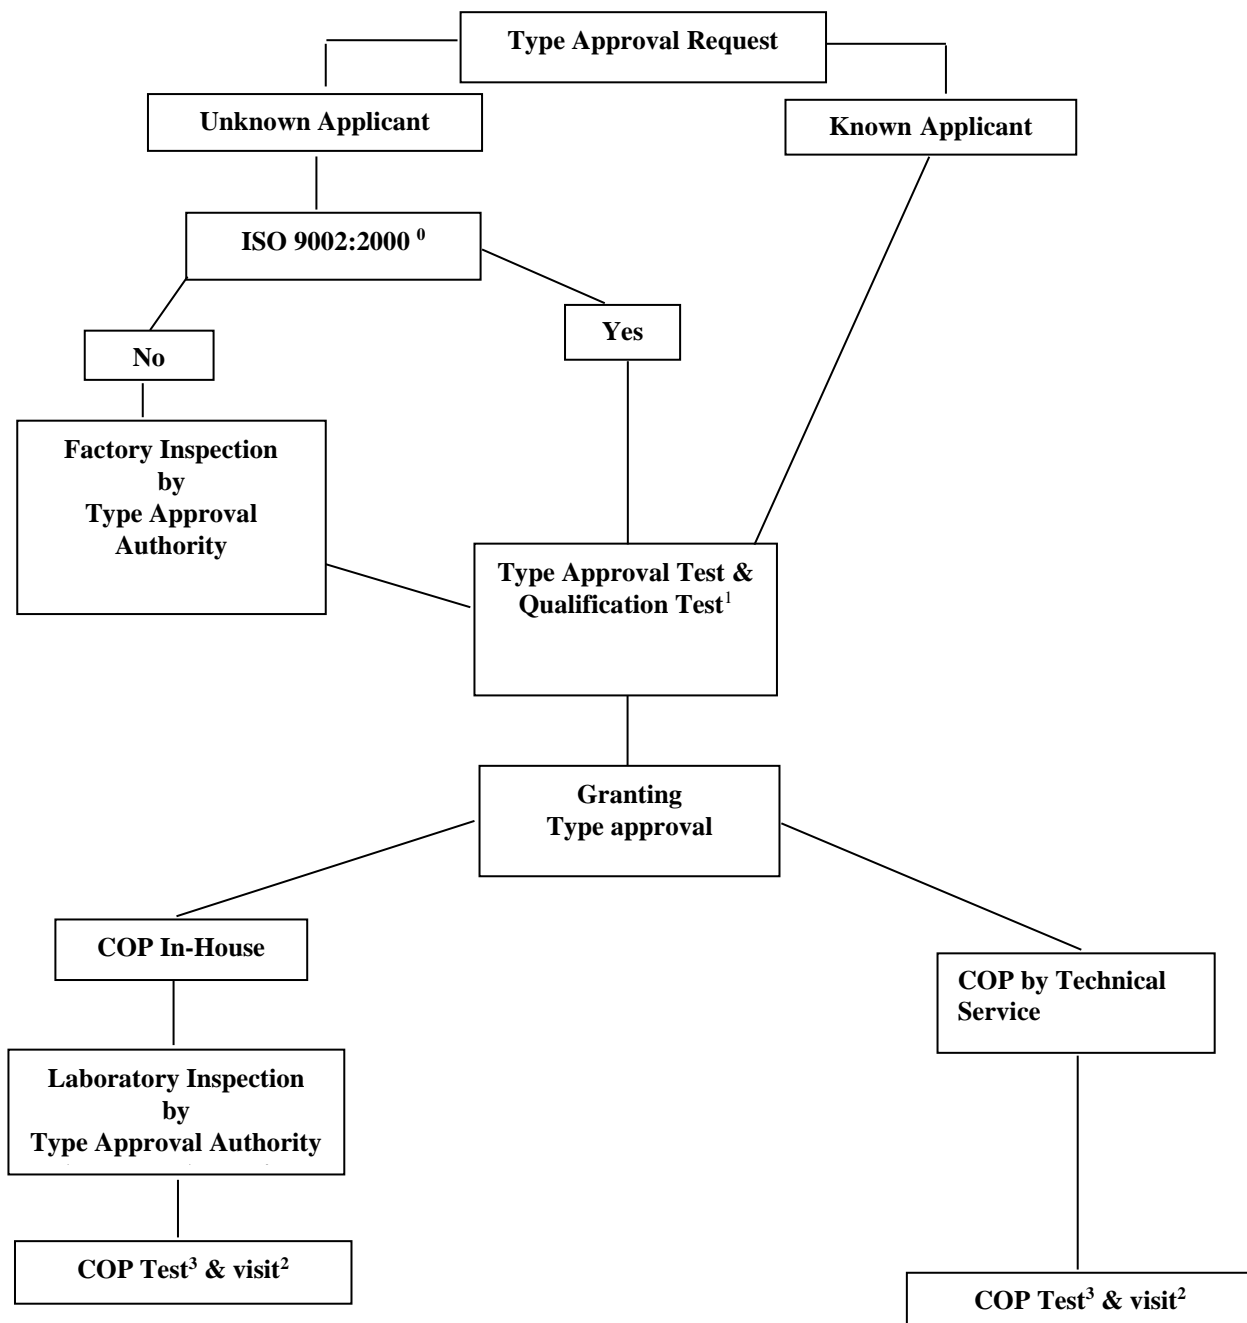 Type Approval Request
Unknown Applicant
Known Applicant
ISO 9002:2000 ⁰
Yes
No
Factory Inspection
by
Type Approval
Authority
Type Approval Test &
Qualification Test¹
Granting
Type approval
COP In-House
COP by Technical
Service
Laboratory Inspection
by
Type Approval Authority
COP Test³ & visit²
COP Test³ & visit²